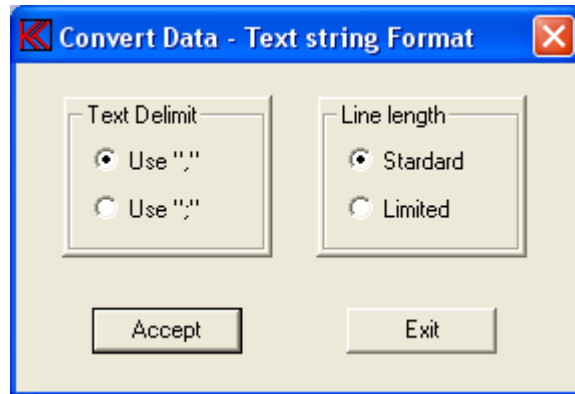 Convert Data - Text string Format
Text Delimit
Use ","
Use ";"
Line length
Stardard
Limited
Accept
Exit